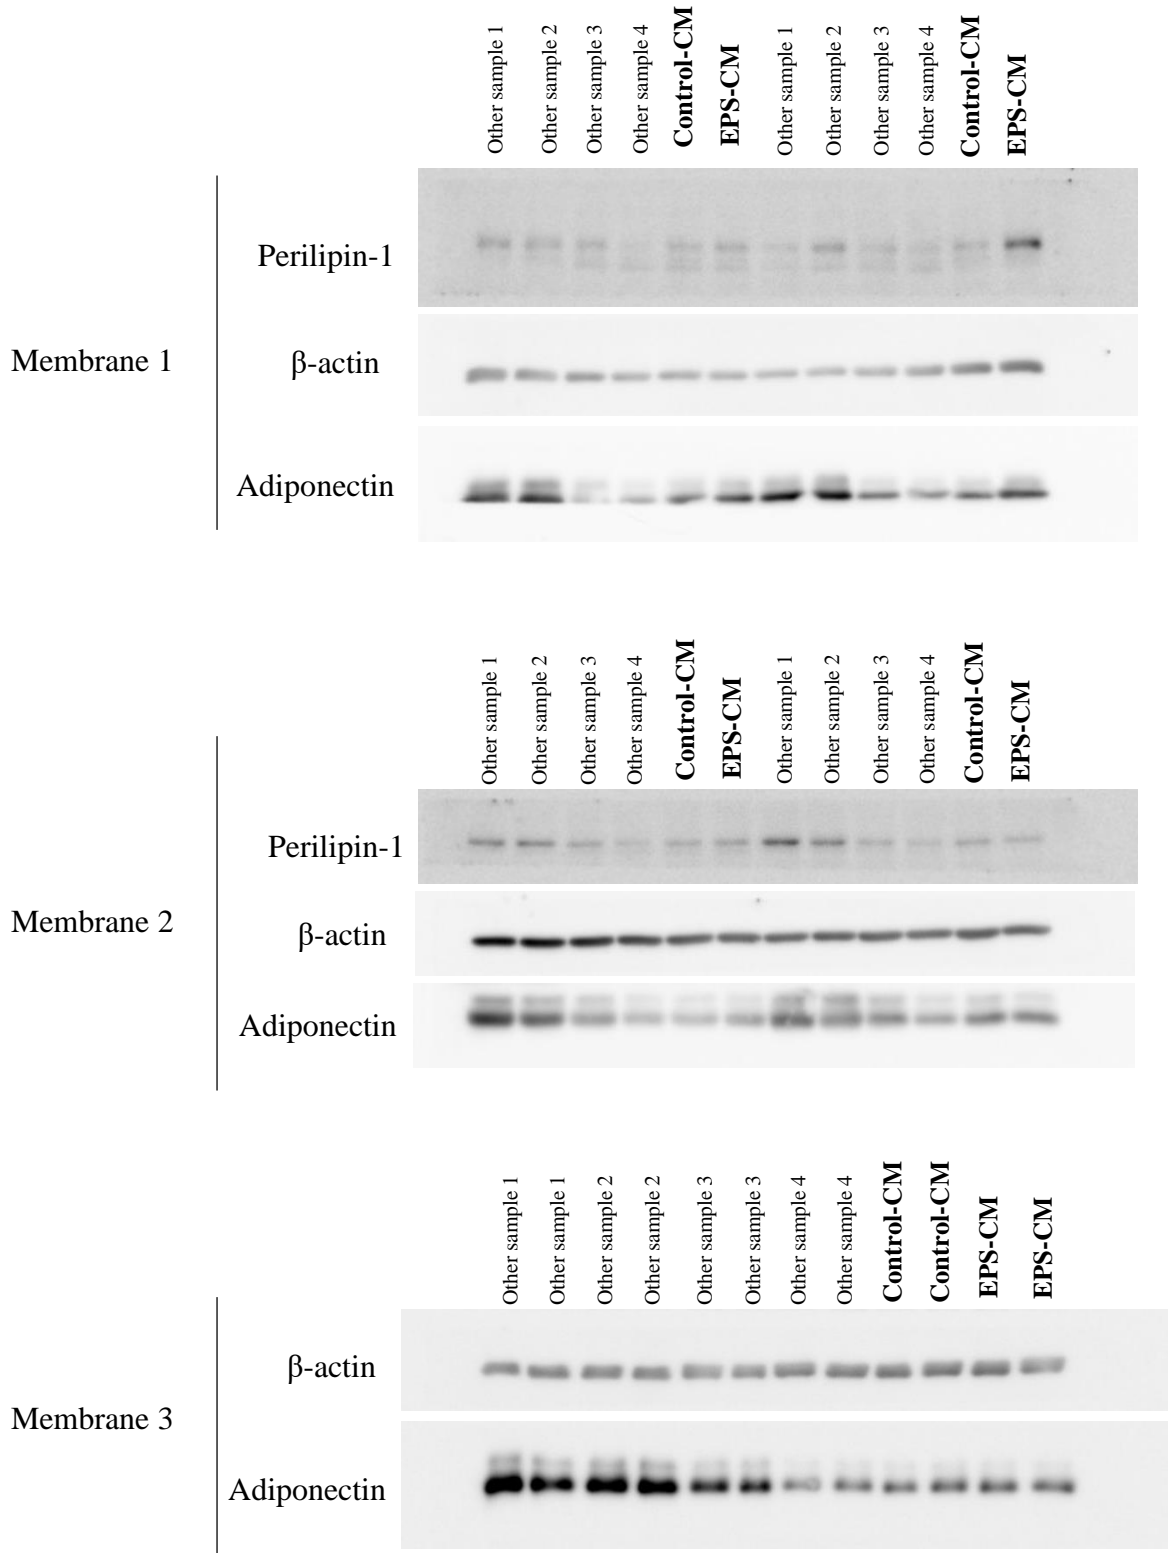 Other sample 1
Other sample 2
Other sample 3
Other sample 4
Control-CM
EPS-CM
Other sample 1
Other sample 2
Other sample 3
Other sample 4
Control-CM
EPS-CM
Membrane 1
Perilipin-1
β-actin
Adiponectin
Other sample 1
Other sample 2
Other sample 3
Other sample 4
Control-CM
EPS-CM
Other sample 1
Other sample 2
Other sample 3
Other sample 4
Control-CM
EPS-CM
Membrane 2
Perilipin-1
β-actin
Adiponectin
Other sample 1
Other sample 1
Other sample 2
Other sample 2
Other sample 3
Other sample 3
Other sample 4
Other sample 4
Control-CM
Control-CM
EPS-CM
EPS-CM
Membrane 3
β-actin
Adiponectin